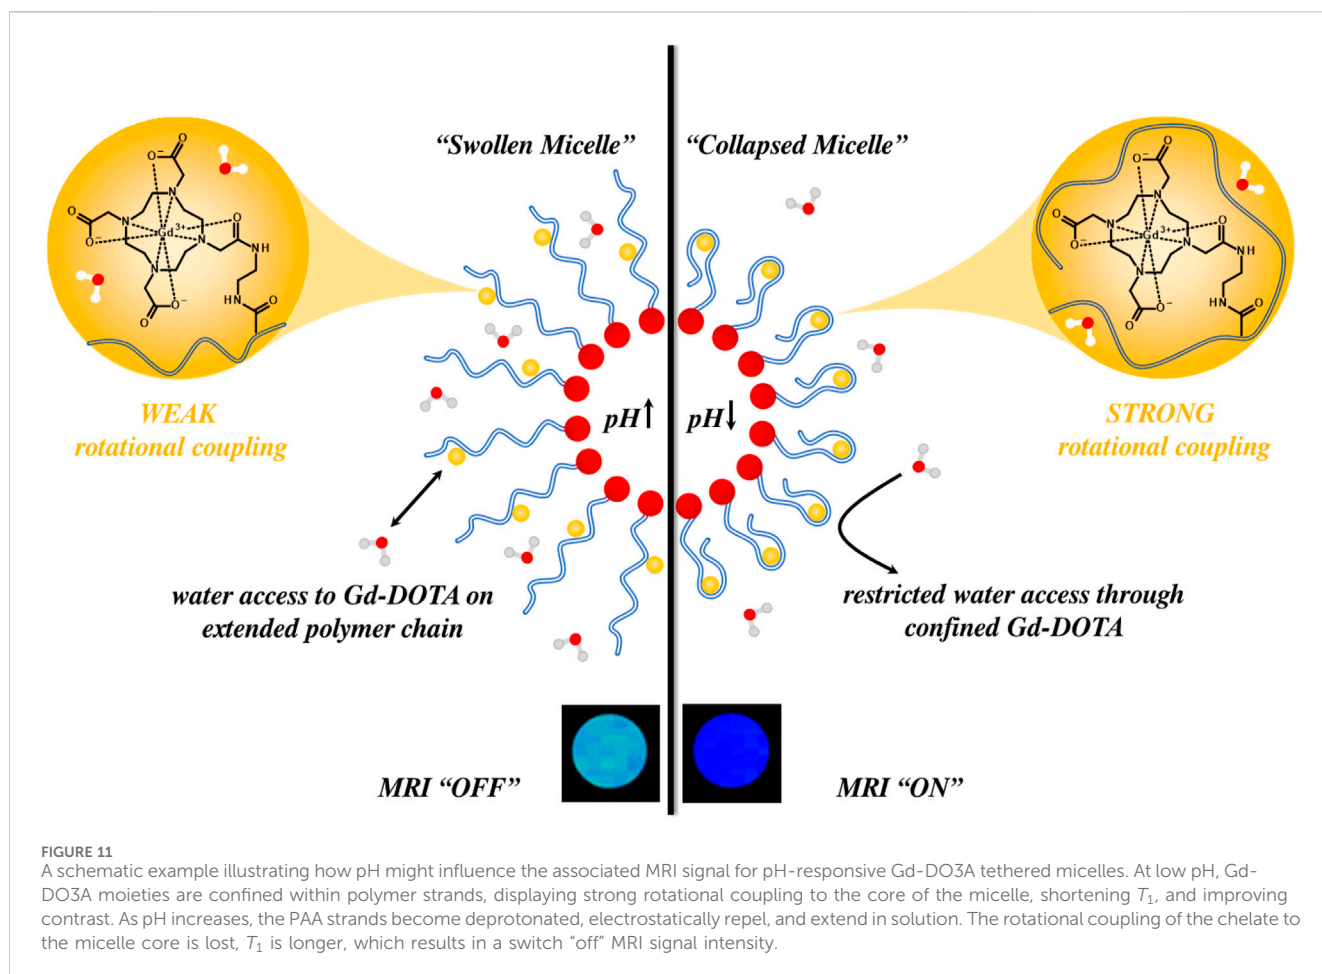 “Swollen Micelle”
“Collapsed Micelle”
O
O−
O
O−
N
N
N
N
Gd3+
O
NH
HN
O
O
O−
WEAK
rotational coupling
pH↑
pH↓
O
O−
O
O−
N
N
N
N
Gd3+
O
NH
HN
O
O
O−
STRONG
rotational coupling
water access to Gd-DOTA on
extended polymer chain
restricted water access through
confined Gd-DOTA
MRI “OFF”
MRI “ON”
FIGURE 11
A schematic example illustrating how pH might influence the associated MRI signal for pH-responsive Gd-DO3A tethered micelles. At low pH, Gd-
DO3A moieties are confined within polymer strands, displaying strong rotational coupling to the core of the micelle, shortening T1, and improving
contrast. As pH increases, the PAA strands become deprotonated, electrostatically repel, and extend in solution. The rotational coupling of the chelate to
the micelle core is lost, T1 is longer, which results in a switch “off” MRI signal intensity.